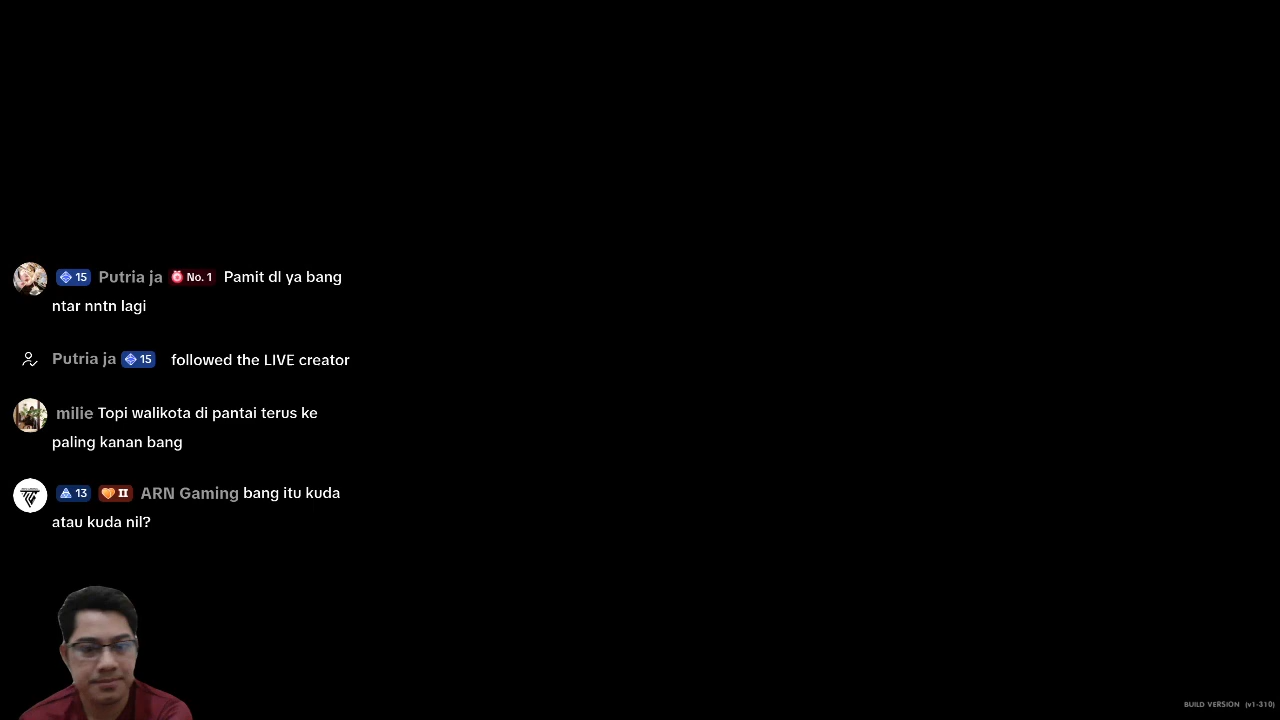 15 Putria ja No. 1 Pamit dl ya bang
ntar nntn lagi
Putria ja 15 followed the LIVE creator
milie Topi walikota di pantai terus ke
paling kanan bang
13 II ARN Gaming bang itu kuda
atau kuda nil?
BUILD VERSION (v1-310)